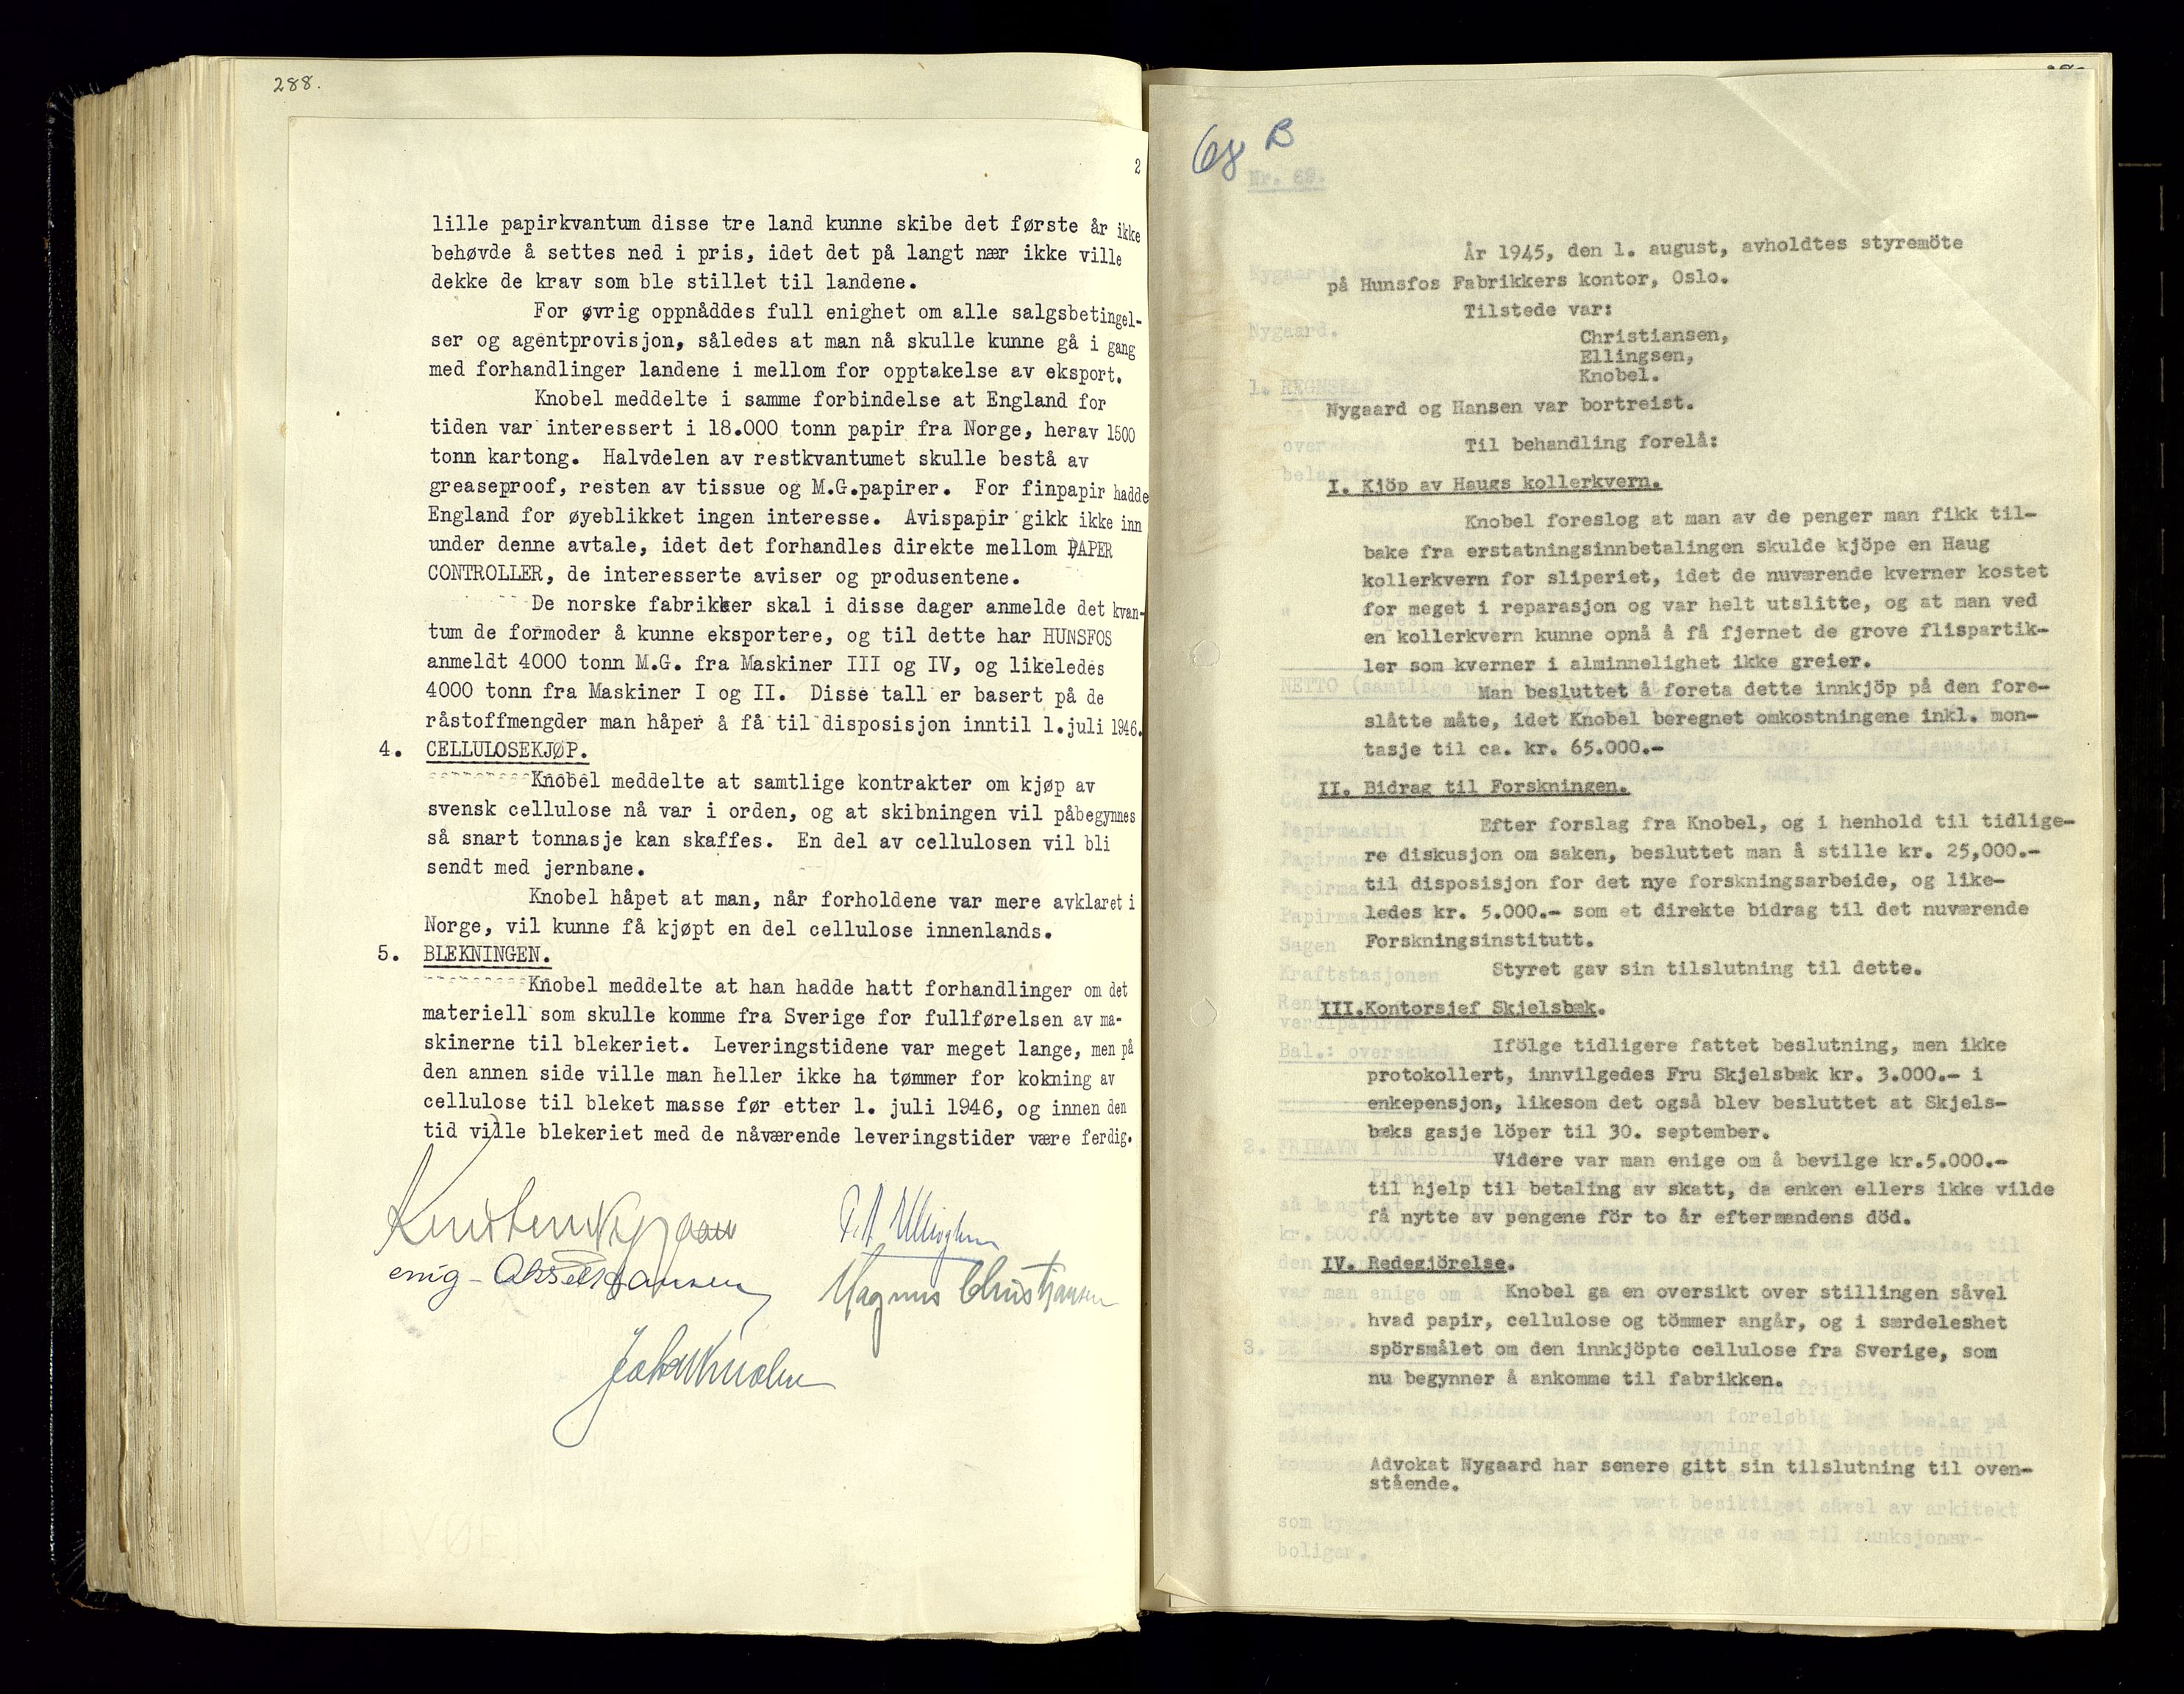 288.
2
lille papirkvantum disse tre land kunne skibe det første år ikke
behøvde å settes ned i pris, idet det på langt nær ikke ville
dekke de krav som ble stillet til landene.
For øvrig oppnåddes full enighet om alle salgsbetingel-
ser og agentprovisjon, således at man nå skulle kunne gå i gang
med forhandlinger landene i mellom for opptakelse av eksport.
Knobel meddelte i samme forbindelse at England for
tiden var interessert i 18.000 tonn papir fra Norge, herav 1500
tonn kartong. Halvdelen av restkvantumet skulle bestå av
greaseproof, resten av tissue og M.G.papirer. For finpapir hadde
England for øyeblikket ingen interesse. Avispapir gikk ikke inn
under denne avtale, idet det forhandles direkte mellom PAPER
CONTROLLER, de interesserte aviser og produsentene.
De norske fabrikker skal i disse dager anmelde det kvan-
tum de formoder å kunne eksportere, og til dette har HUNSFOS
anmeldt 4000 tonn M.G. fra Maskiner III og IV, og likeledes
4000 tonn fra Maskiner I og II. Disse tall er basert på de
råstoffmengder man håper å få til disposisjon inntil 1.juli 1946.
4. CELLULOSEKJØP.
Knobel meddelte at samtlige kontrakter om kjøp av
svensk cellulose nå var i orden, og at skibningen vil påbegynnes
så snart tonnasje kan skaffes. En del av cellulosen vil bli
sendt med jernbane.
Knobel håpet at man, når forholdene var mere avklaret i
Norge, vil kunne få kjøpt en del cellulose innenlands.
5. BLEKNINGEN.
Knobel meddelte at han hadde hatt forhandlinger om det
materiell som skulle komme fra Sverige for fullførelsen av ma-
skinerne til blekeriet. Leveringstidene var meget lange, men på
den annen side ville man heller ikke ha tømmer for kokning av
cellulose til bleket masse før etter 1. juli 1946, og innen den
tid ville blekeriet med de nåværende leveringstider være ferdig.
enig - Aksel Hansen
Magnus Christiansen
68 B
Nr. 69.
År 1945, den 1. august, avholdtes styremöte
på Hunsfos Fabrikkers kontor, Oslo.
Tilstede var:
Christiansen,
Ellingsen,
Knobel.
Nygaard og Hansen var bortreist.
Til behandling forelå:
I. Kjöp av Haugs kollerkvern.
Knobel foreslog at man av de penger man fikk til-
bake fra erstatningsinnbetalingen skulde kjöpe en Haug
kollerkvern for sliperiet, idet de nuværende kverner kostet
for meget i reparasjon og var helt utslitte, og at man ved
en kollerkvern kunne opnå å få fjernet de grove flispartik-
ler som kverner i alminnelighet ikke greier.
Man besluttet å foreta dette innkjöp på den fore-
slåtte måte, idet Knobel beregnet omkostningene inkl. mon-
tasje til ca. kr. 65.000.-
II. Bidrag til Forskningen.
Efter forslag fra Knobel, og i henhold til tidlige-
re diskusjon om saken, besluttet man å stille kr. 25,000.-
til disposisjon for det nye forskningsarbeide, og like-
ledes kr. 5.000.- som et direkte bidrag til det nuværende
Forskningsinstitutt.
Styret gav sin tilslutning til dette.
III.Kontorsjef Skjelsbæk.
Ifölge tidligere fattet beslutning, men ikke
protokollert, innvilgedes Fru Skjelsbæk kr. 3.000.- i
enkepensjon, likesom det også blev besluttet at Skjels-
bæks gasje löper til 30. september.
Videre var man enige om å bevilge kr.5.000.-
til hjelp til betaling av skatt, da enken ellers ikke vilde
få nytte av pengene för to år eftermændens död.
IV. Redegjörelse.
Knobel ga en oversikt over stillingen såvel
hvad papir, cellulose og tömmer angår, og i særdeleshet
spörsmålet om den innkjöpte cellulose fra Sverige, som
nu begynner å ankomme til fabrikken.
Advokat Nygaard har senere gitt sin tilslutning til oven-
stående.